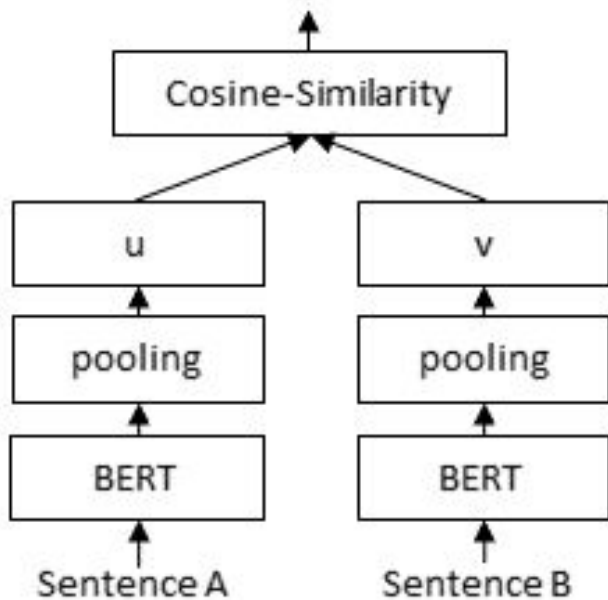 Cosine-Similarity
u v
pooling pooling
BERT BERT
Sentence A Sentence B